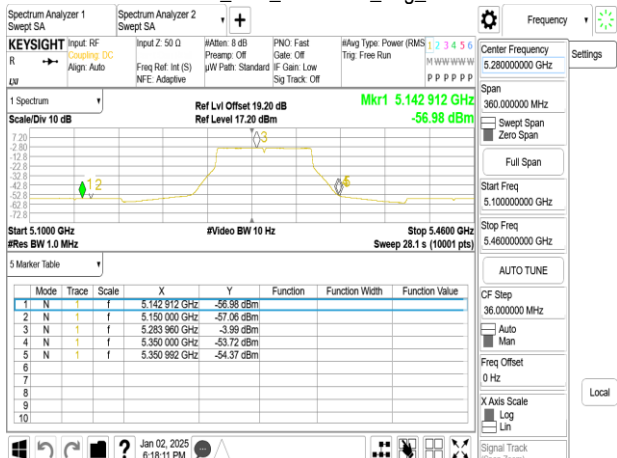 Spectrum Analyzer 1
Swept SA
Spectrum Analyzer 2
Swept SA
+
Frequency
KEYSIGHT
R
Input: RF
Coupling: DC
Align: Auto
Input Z: 50 Ω
Freq Ref: Int (S)
NFE: Adaptive
#Atten: 8 dB
Preamp: Off
µW Path: Standard
PNO: Fast
Gate: Off
IF Gain: Low
Sig Track: Off
#Avg Type: Power (RMS
Trig: Free Run
1 2 3 4 5 6
M W W W W W
P P P P P P
LXI
1 Spectrum
Scale/Div 10 dB
Ref Lvl Offset 19.20 dB
Ref Level 17.20 dBm
Mkr1 5.142 912 GHz
-56.98 dBm
7.20
-2.80
-12.8
-22.8
-32.8
-42.8
-52.8
-62.8
-72.8
1 2
3
5
Start 5.1000 GHz
#Res BW 1.0 MHz
#Video BW 10 Hz
Stop 5.4600 GHz
Sweep 28.1 s (10001 pts)
5 Marker Table
Mode Trace Scale X Y Function Function Width Function Value
1 N 1 f 5.142 912 GHz -56.98 dBm
2 N 1 f 5.150 000 GHz -57.06 dBm
3 N 1 f 5.283 960 GHz -3.99 dBm
4 N 1 f 5.350 000 GHz -53.72 dBm
5 N 1 f 5.350 992 GHz -54.37 dBm
6
7
8
9
10
?
Jan 02, 2025
6:18:11 PM
Center Frequency
5.280000000 GHz
Settings
Span
360.000000 MHz
Swept Span
Zero Span
Full Span
Start Freq
5.100000000 GHz
Stop Freq
5.460000000 GHz
AUTO TUNE
CF Step
36.000000 MHz
Auto
Man
Freq Offset
0 Hz
X Axis Scale
Log
Lin
Local
Signal Track